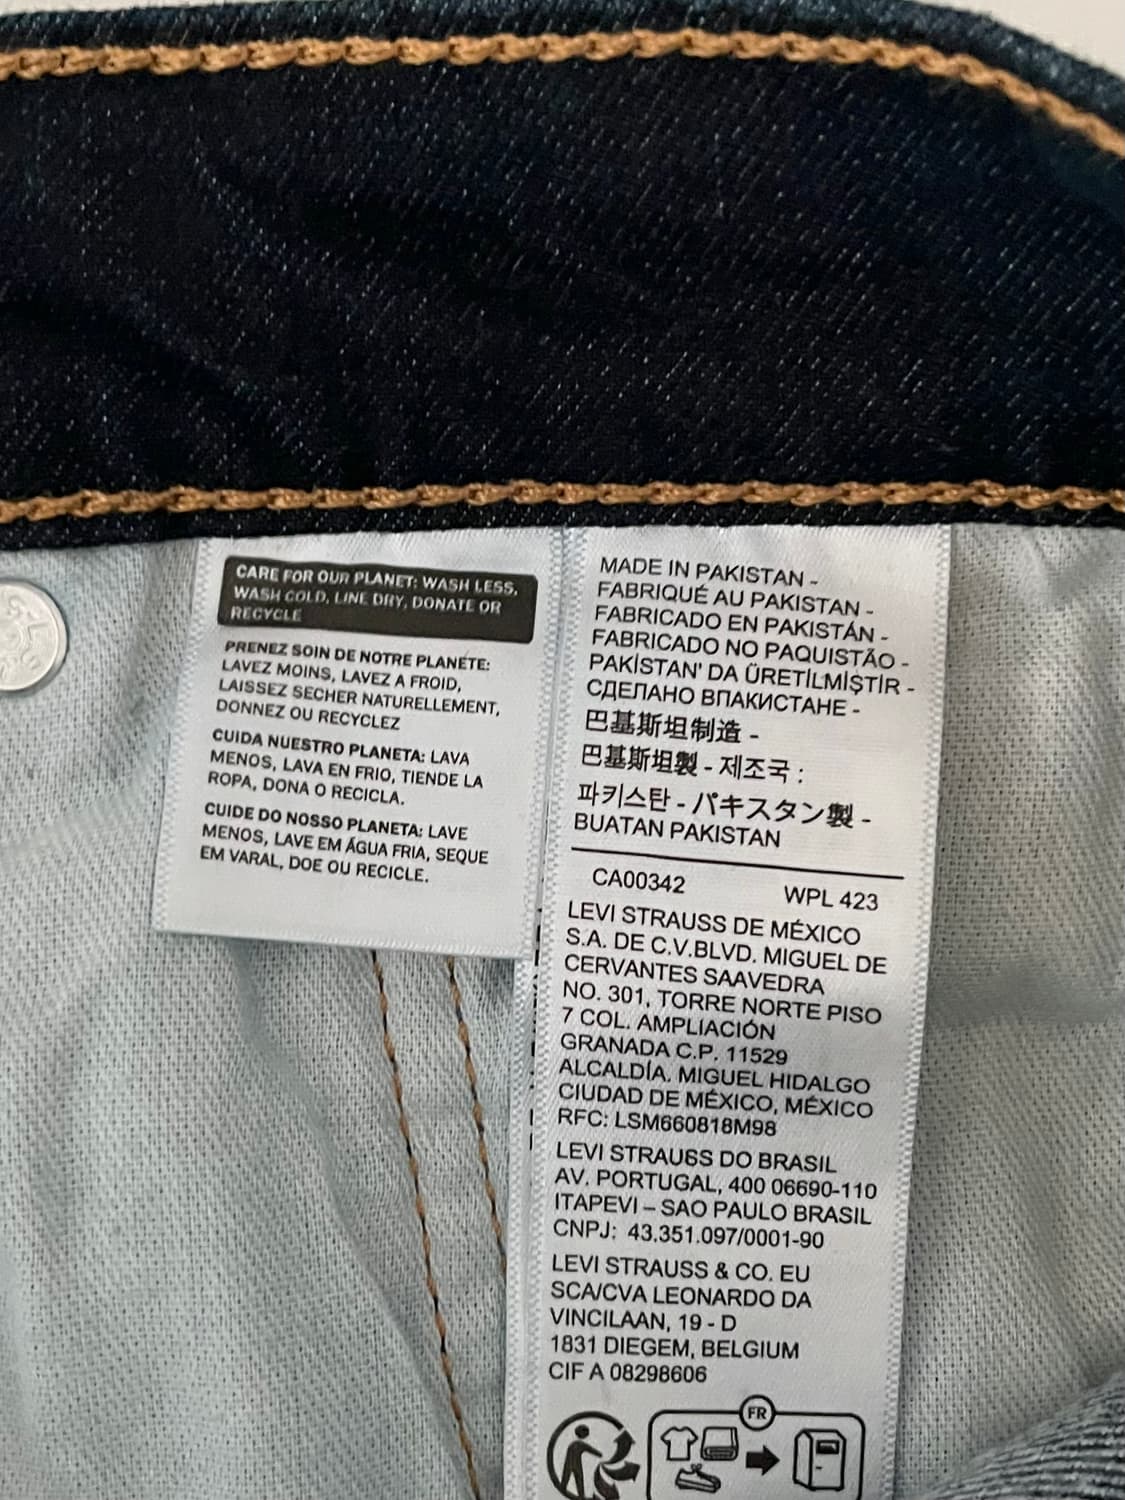 CARE FOR OUR PLANET: WASH LESS,
WASH COLD, LINE DRY, DONATE OR
RECYCLE
PRENEZ SOIN DE NOTRE PLANETE:
LAVEZ MOINS, LAVEZ A FROID,
LAISSEZ SECHER NATURELLEMENT,
DONNEZ OU RECYCLEZ
CUIDA NUESTRO PLANETA: LAVA
MENOS, LAVA EN FRIO, TIENDE LA
ROPA, DONA O RECICLA.
CUIDE DO NOSSO PLANETA: LAVE
MENOS, LAVE EM ÁGUA FRIA, SEQUE
EM VARAL, DOE OU RECICLE.
MADE IN PAKISTAN -
FABRIQUÉ AU PAKISTAN -
FABRICADO EN PAKISTÁN -
FABRICADO NO PAQUISTÃO -
PAKİSTAN' DA ÜRETİLMİŞTİR -
СДЕЛАНО ВПАКИСТАНЕ -
巴基斯坦制造 -
巴基斯坦製 - 제조국 :
파키스탄 - パキスタン製 -
BUATAN PAKISTAN
CA00342 WPL 423
LEVI STRAUSS DE MÉXICO
S.A. DE C.V.BLVD. MIGUEL DE
CERVANTES SAAVEDRA
NO. 301, TORRE NORTE PISO
7 COL. AMPLIACIÓN
GRANADA C.P. 11529
ALCALDÍA. MIGUEL HIDALGO
CIUDAD DE MÉXICO, MÉXICO
RFC: LSM660818M98
LEVI STRAUSS DO BRASIL
AV. PORTUGAL, 400 06690-110
ITAPEVI – SAO PAULO BRASIL
CNPJ: 43.351.097/0001-90
LEVI STRAUSS & CO. EU
SCA/CVA LEONARDO DA
VINCILAAN, 19 - D
1831 DIEGEM, BELGIUM
CIF A 08298606
FR